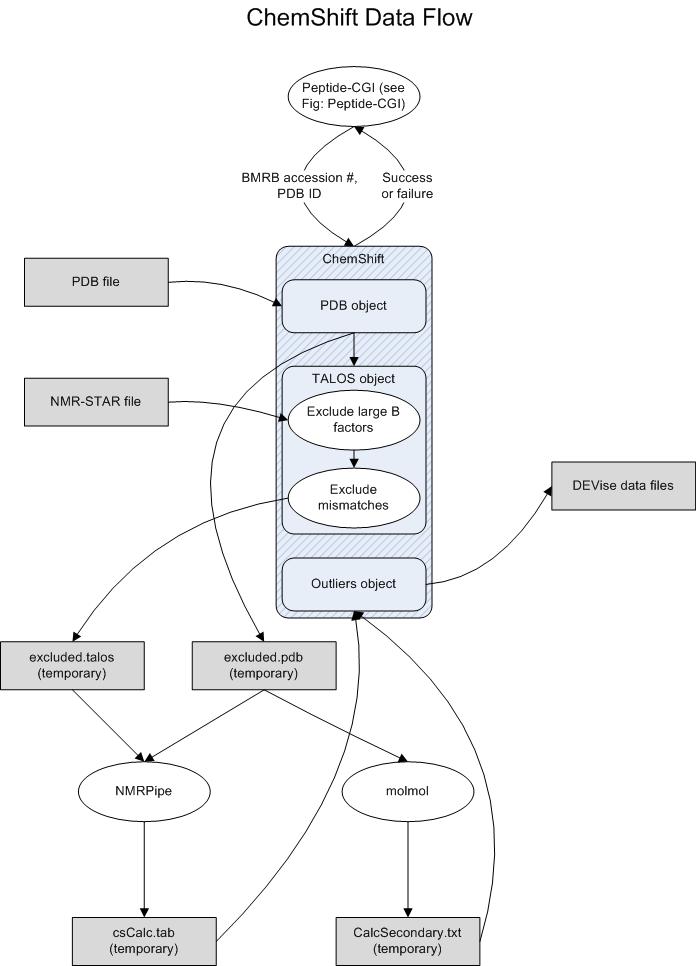 ChemShift Data Flow
Peptide-CGI (see
Fig: Peptide-CGI)
BMRB accession #,
PDB ID
Success
or failure
ChemShift
PDB file
PDB object
TALOS object
NMR-STAR file
Exclude large B
factors
Exclude
mismatches
DEVise data files
Outliers object
excluded.talos
(temporary)
excluded.pdb
(temporary)
NMRPipe
molmol
csCalc.tab
(temporary)
CalcSecondary.txt
(temporary)